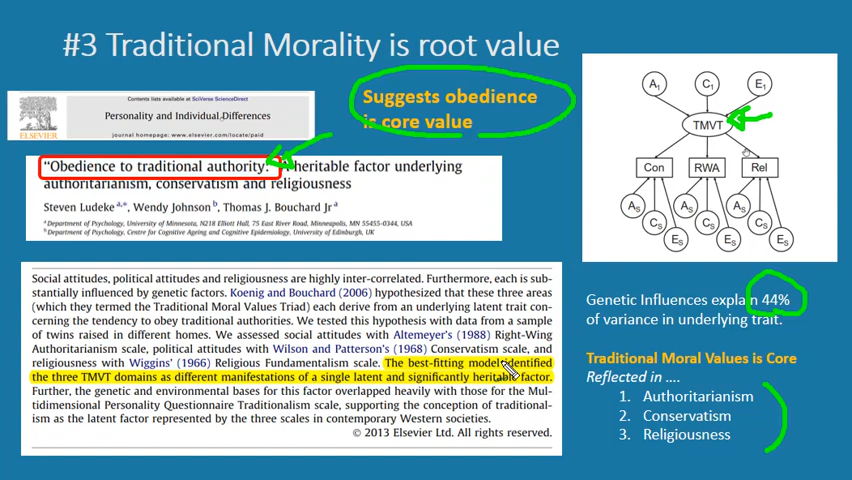 #3 Traditional Morality is root value
Contents lists available at SciVerse ScienceDirect
Personality and Individual Differences
journal homepage: www.elsevier.com/locate/paid
ELSEVIER
Suggests obedience
is core value
"Obedience to traditional authority:" A heritable factor underlying
authoritarianism, conservatism and religiousness
Steven Ludeke a,*, Wendy Johnson b, Thomas J. Bouchard Jr a
a Department of Psychology, University of Minnesota, N218 Elliot Hall, 75 East River Road, Minneapolis, MN 55455-0344, USA
b Department of Psychology, Centre for Cognitive Ageing and Cognitive Epidemiology, University of Edinburgh, UK
Social attitudes, political attitudes and religiousness are highly inter-correlated. Furthermore, each is sub-
stantially influenced by genetic factors. Koenig and Bouchard (2006) hypothesized that these three areas
(which they termed the Traditional Moral Values Triad) each derive from an underlying latent trait con-
cerning the tendency to obey traditional authorities. We tested this hypothesis with data from a sample
of twins raised in different homes. We assessed social attitudes with Altemeyer's (1988) Right-Wing
Authoritarianism scale, political attitudes with Wilson and Patterson's (1968) Conservatism scale, and
religiousness with Wiggins' (1966) Religious Fundamentalism scale. The best-fitting model identified
the three TMVT domains as different manifestations of a single latent and significantly heritable factor.
Further, the genetic and environmental bases for this factor overlapped heavily with those for the Mul-
tidimensional Personality Questionnaire Traditionalism scale, supporting the conception of traditional-
ism as the latent factor represented by the three scales in contemporary Western societies.
© 2013 Elsevier Ltd. All rights reserved.
A1 C1 E1
TMVT
Con RWA Rel
AS AS AS
CS CS CS
ES ES ES
Genetic Influences explain 44%
of variance in underlying trait.
Traditional Moral Values is Core
Reflected in ....
1. Authoritarianism
2. Conservatism
3. Religiousness